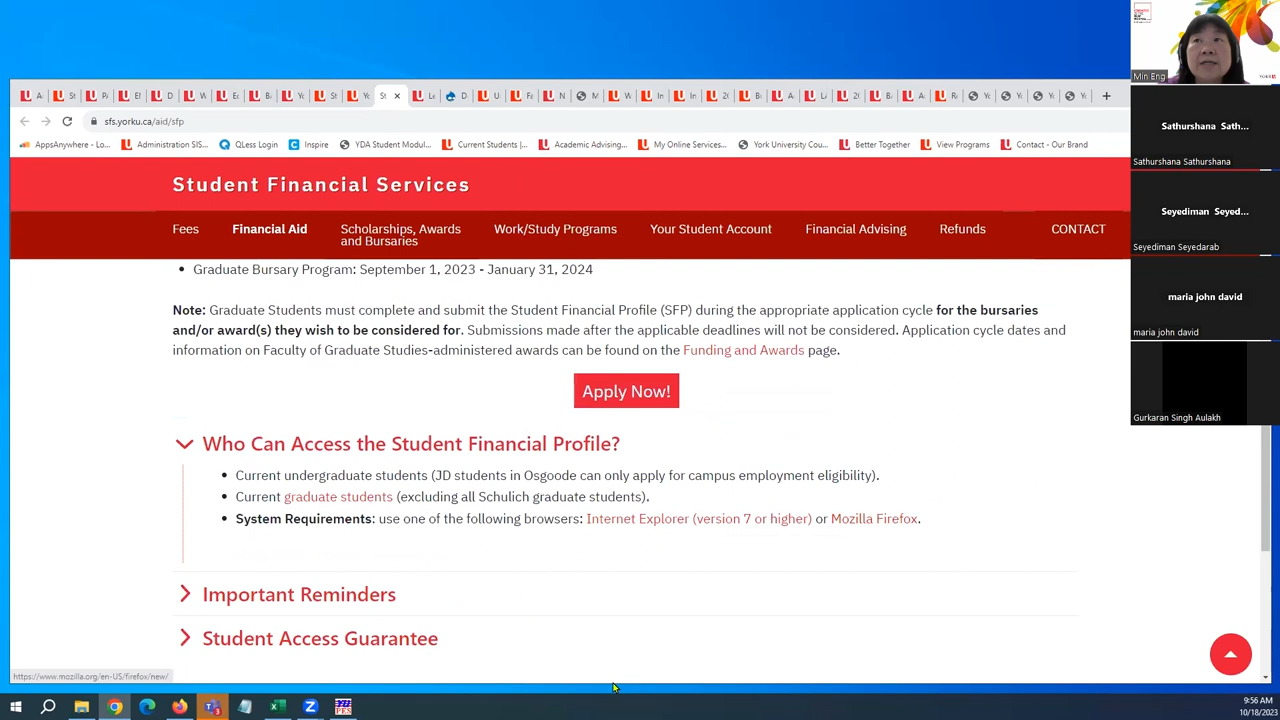 Min Eng
St
sfs.yorku.ca/aid/sfp
AppsAnywhere - Lo...
Administration SIS...
QLess Login
Inspire
YDA Student Modul...
Current Students |...
Academic Advising,...
My Online Services...
York University Cou...
Better Together
View Programs
Contact - Our Brand
Student Financial Services
Fees
Financial Aid
Scholarships, Awards
and Bursaries
Work/Study Programs
Your Student Account
Financial Advising
Refunds
CONTACT
• Graduate Bursary Program: September 1, 2023 - January 31, 2024
Note: Graduate Students must complete and submit the Student Financial Profile (SFP) during the appropriate application cycle for the bursaries
and/or award(s) they wish to be considered for. Submissions made after the applicable deadlines will not be considered. Application cycle dates and
information on Faculty of Graduate Studies-administered awards can be found on the Funding and Awards page.
Apply Now!
Who Can Access the Student Financial Profile?
• Current undergraduate students (JD students in Osgoode can only apply for campus employment eligibility).
• Current graduate students (excluding all Schulich graduate students).
• System Requirements: use one of the following browsers: Internet Explorer (version 7 or higher) or Mozilla Firefox.
Important Reminders
Student Access Guarantee
https://www.mozilla.org/en-US/firefox/new/
Sathurshana Sath...
Sathurshana Sathurshana
Seyediman Seyed...
Seyediman Seyedarab
maria john david
maria john david
Gurkaran Singh Aulakh
9:56 AM
10/18/2023